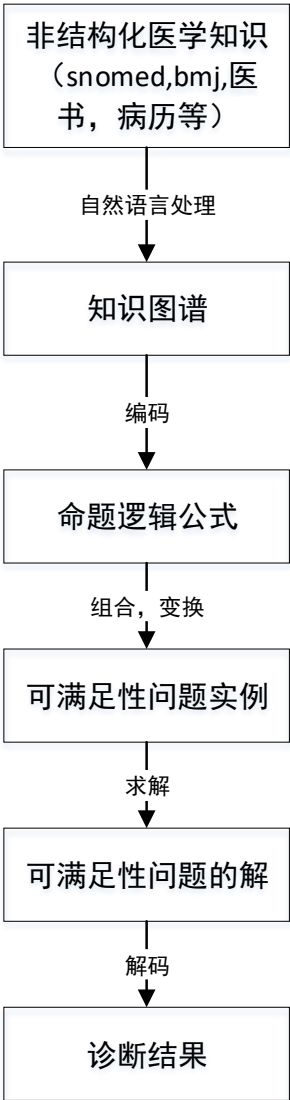 非结构化医学知识
（snomed,bmj,医
书，病历等）
自然语言处理
知识图谱
编码
命题逻辑公式
组合，变换
可满足性问题实例
求解
可满足性问题的解
解码
诊断结果